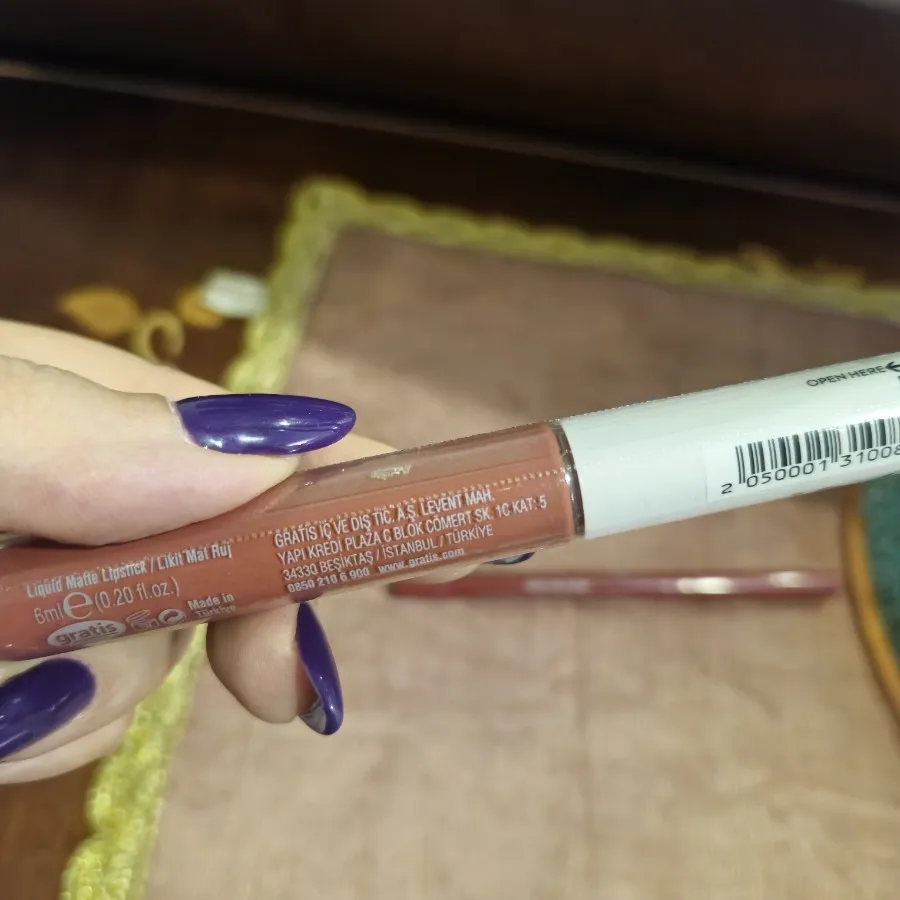 OPEN HERE
2 050001 31008
GRATİS İÇ VE DIŞ TİC. A.Ş. LEVENT MAH.
YAPI KREDİ PLAZA C BLOK CÖMERT SK. 1C KAT: 5
34330 BEŞİKTAŞ / İSTANBUL / TÜRKİYE
0850 210 6 900 www.gratis.com
Liquid Matte Lipstick / Likit Mat Ruj
6ml e (0.20 fl.oz.)
gratis
Made in
Türkiye